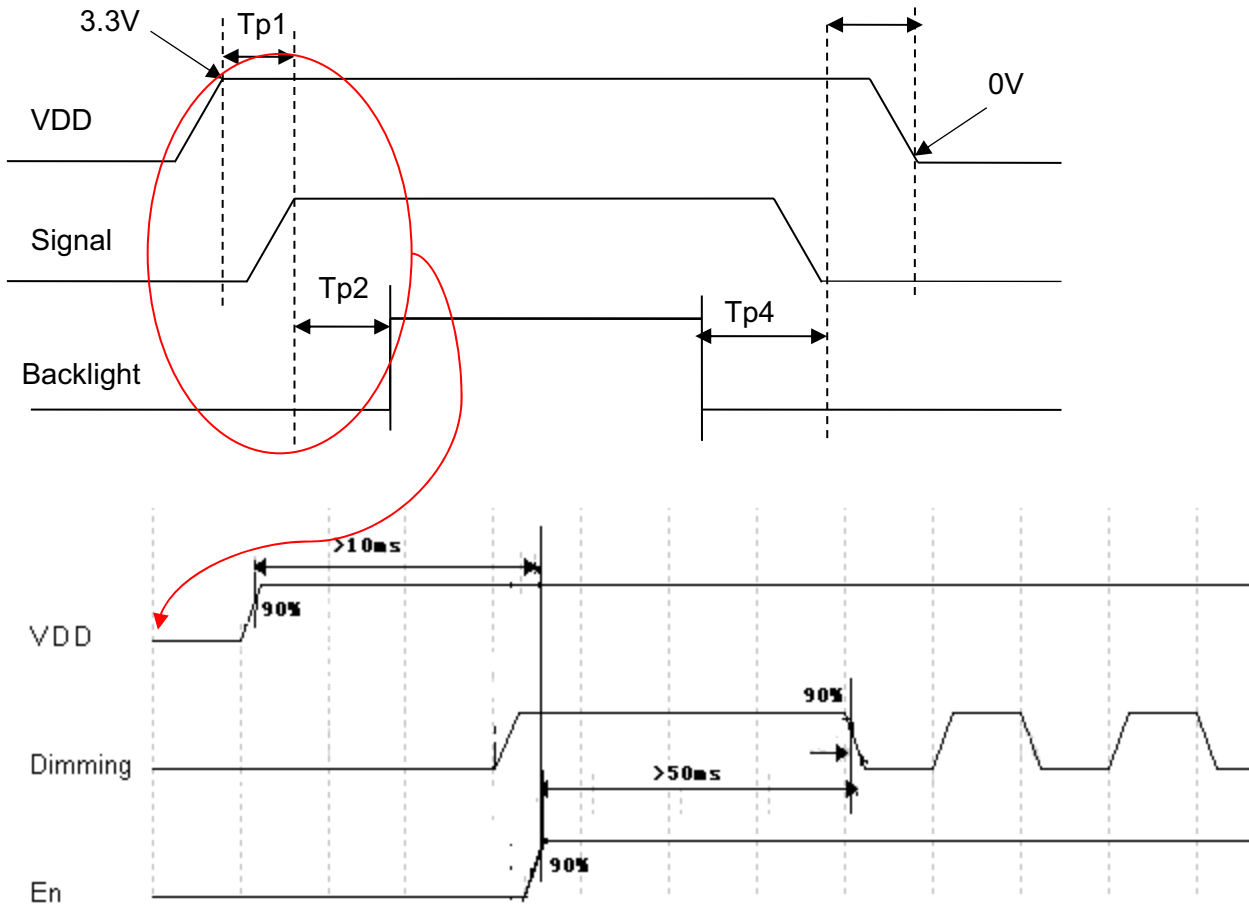 3.3V
Tp1
0V
VDD
Signal
Tp2
Tp4
Backlight
>10ms
90%
VDD
90%
Dimming
>50ms
90%
En